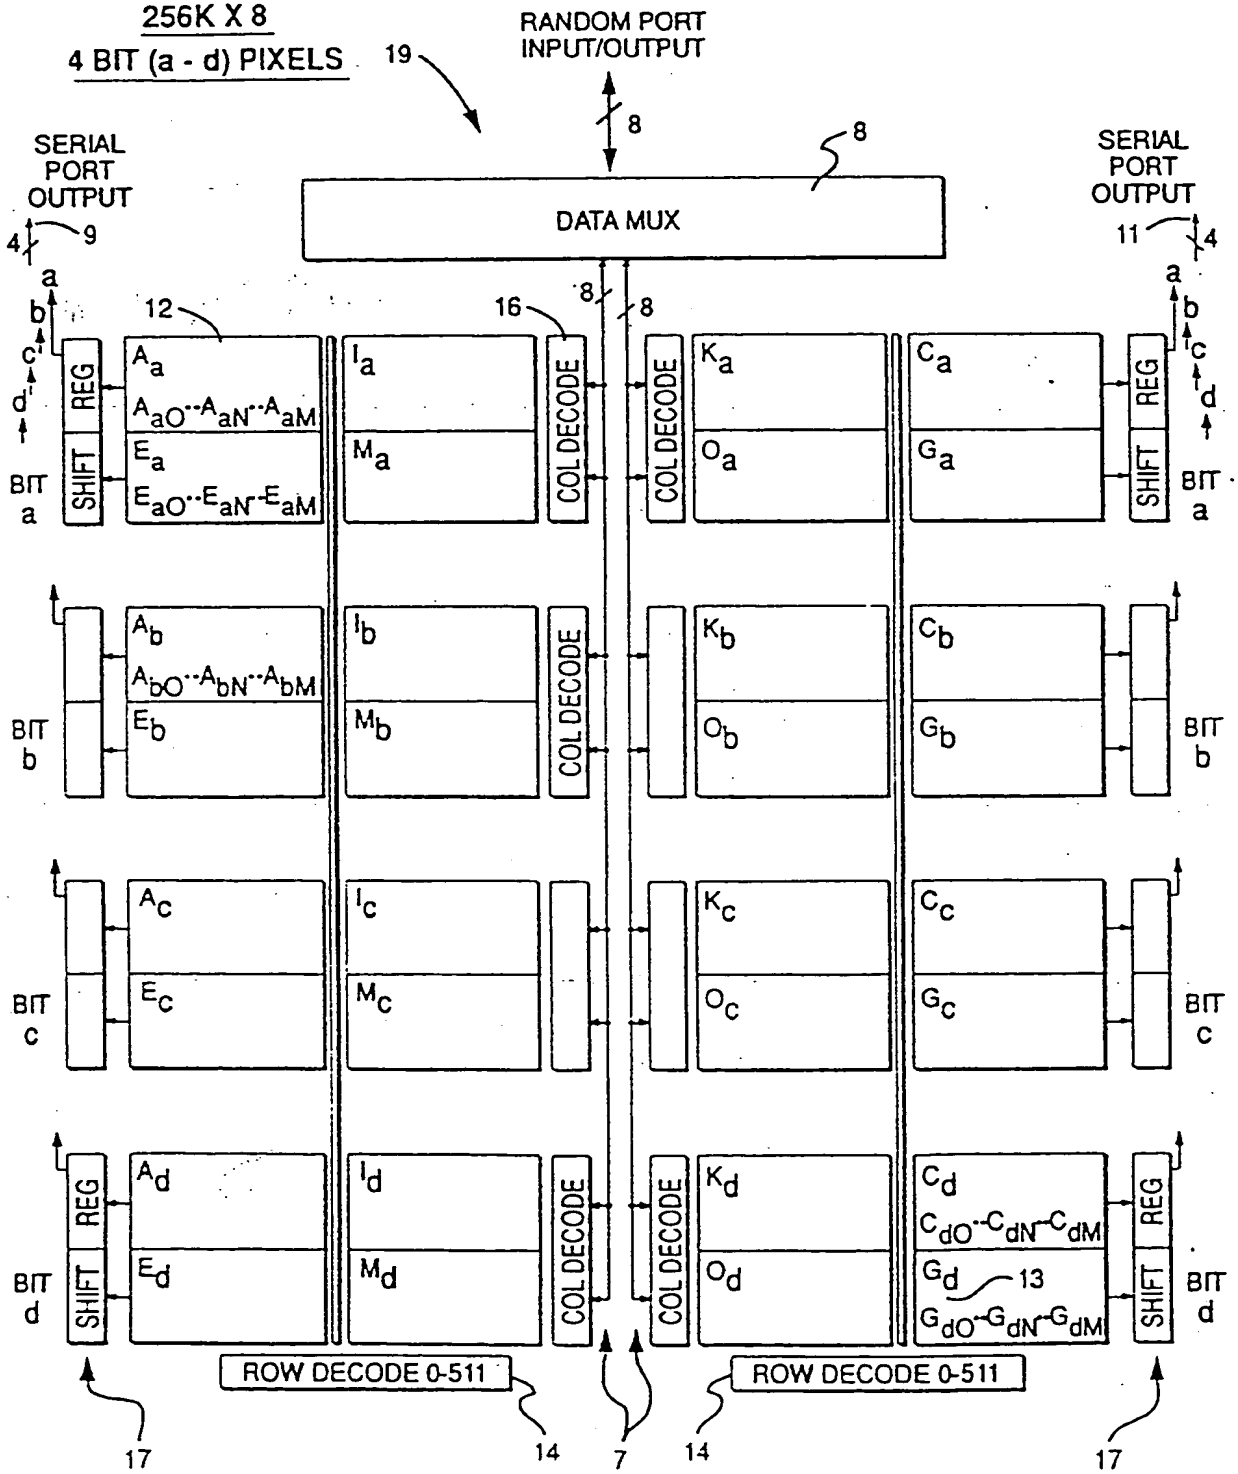 256K X 8
4 BIT (a - d) PIXELS
19
RANDOM PORT
INPUT/OUTPUT
8
8
SERIAL
PORT
OUTPUT
9
4
DATA MUX
SERIAL
PORT
OUTPUT
11
4
a
b
c
d
8
8
a
b
c
d
12
16
REG
SHIFT
BIT
a
Aa
AaO--AaN--AaM
Ea
EaO--EaN--EaM
Ia
Ma
COL DECODE
COL DECODE
Ka
Oa
Ca
Ga
REG
SHIFT
BIT
a
BIT
b
Ab
AbO--AbN--AbM
Eb
Ib
Mb
COL DECODE
Kb
Ob
Cb
Gb
BIT
b
BIT
c
Ac
Ec
Ic
Mc
Kc
Oc
Cc
Gc
BIT
c
REG
SHIFT
BIT
d
Ad
Ed
Id
Md
COL DECODE
COL DECODE
Kd
Od
Cd
CdO--CdN--CdM
Gd
13
GdO--GdN--GdM
REG
SHIFT
BIT
d
ROW DECODE 0-511
ROW DECODE 0-511
17
14
7
14
17